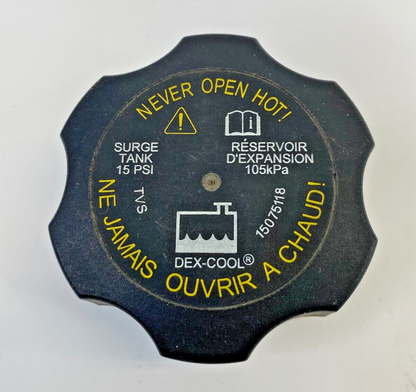 NEVER OPEN HOT!
SURGE
TANK
15 PSI
RÉSERVOIR
D'EXPANSION
105kPa
TVS
15075118
DEX-COOL®
NE JAMAIS OUVRIR A CHAUD!